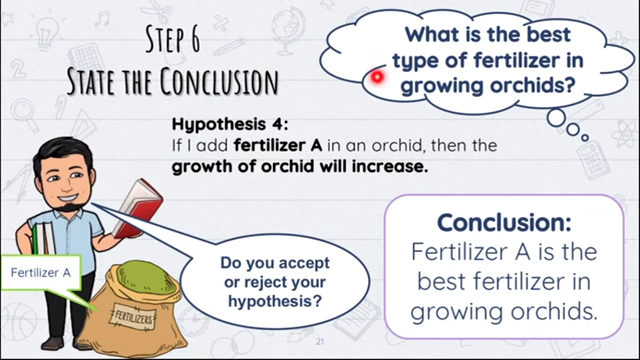 STEP 6
STATE THE CONCLUSION
What is the best
type of fertilizer in
growing orchids?
Hypothesis 4:
If I add fertilizer A in an orchid, then the
growth of orchid will increase.
Fertilizer A
FERTILIZERS
Do you accept
or reject your
hypothesis?
Conclusion:
Fertilizer A is the
best fertilizer in
growing orchids.
21